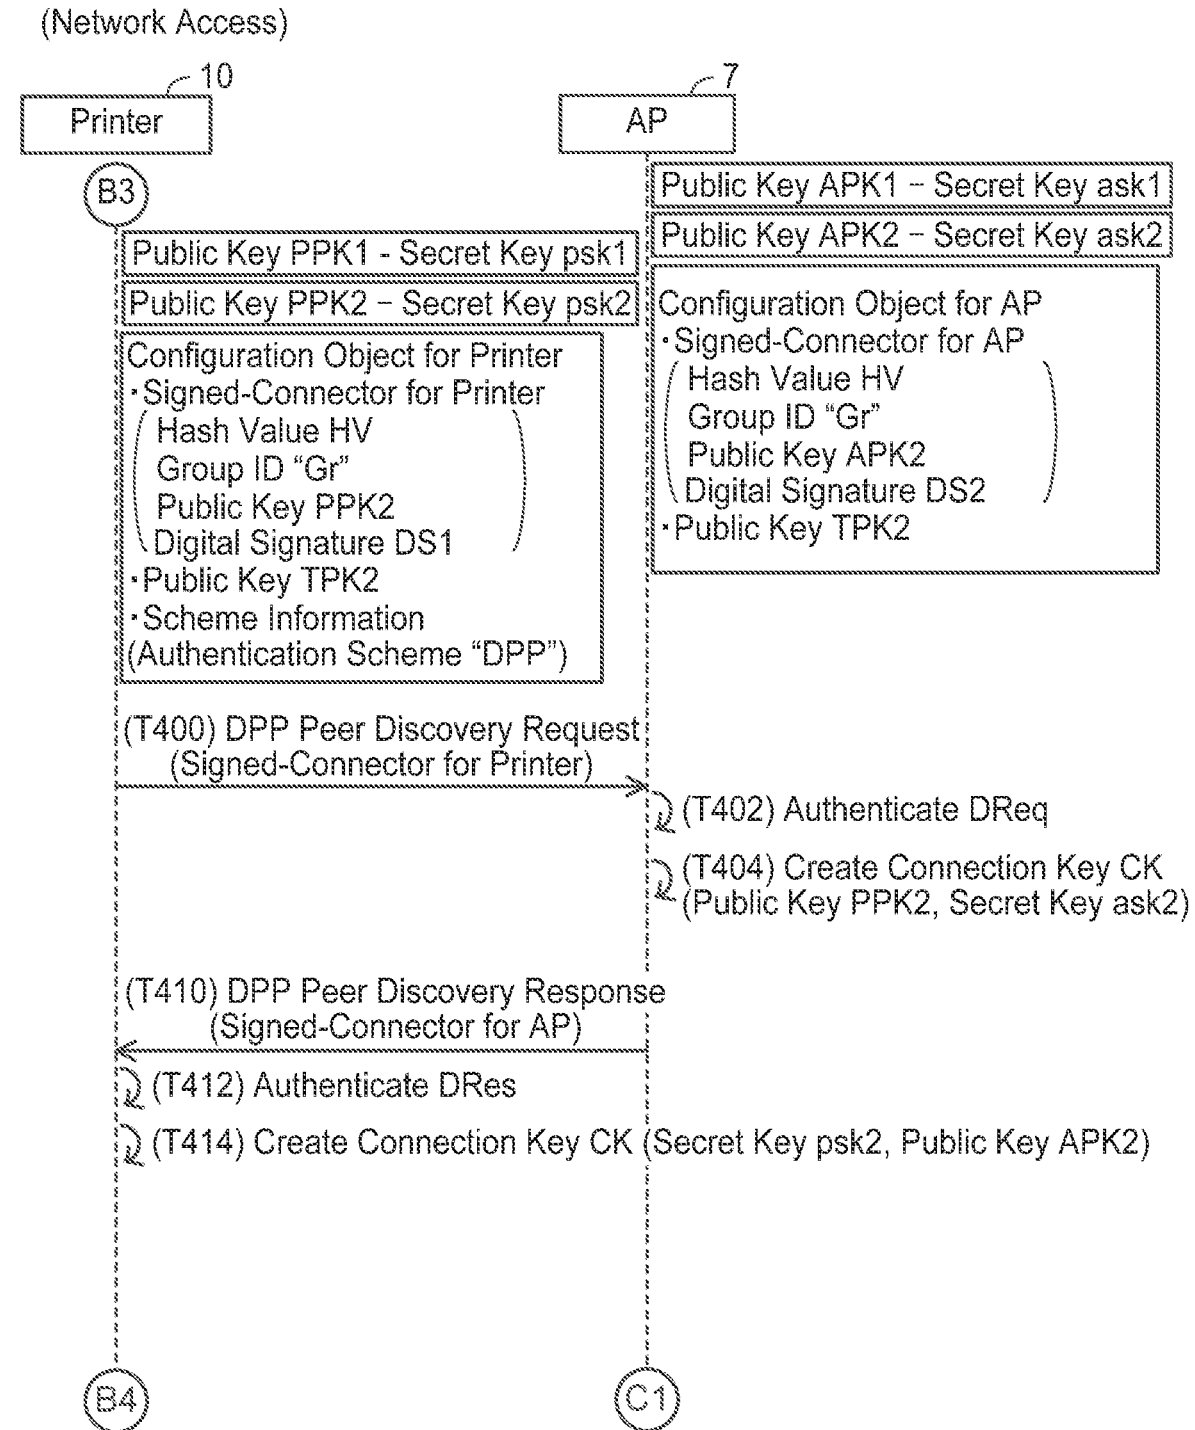 (Network Access)
10
Printer
7
AP
B3
Public Key APK1 – Secret Key ask1
Public Key APK2 – Secret Key ask2
Public Key PPK1 - Secret Key psk1
Public Key PPK2 – Secret Key psk2
Configuration Object for Printer
・Signed-Connector for Printer
Hash Value HV
Group ID “Gr”
Public Key PPK2
Digital Signature DS1
・Public Key TPK2
・Scheme Information
(Authentication Scheme “DPP”)
Configuration Object for AP
・Signed-Connector for AP
Hash Value HV
Group ID “Gr”
Public Key APK2
Digital Signature DS2
・Public Key TPK2
(T400) DPP Peer Discovery Request
(Signed-Connector for Printer)
(T402) Authenticate DReq
(T404) Create Connection Key CK
(Public Key PPK2, Secret Key ask2)
(T410) DPP Peer Discovery Response
(Signed-Connector for AP)
(T412) Authenticate DRes
(T414) Create Connection Key CK (Secret Key psk2, Public Key APK2)
B4
C1